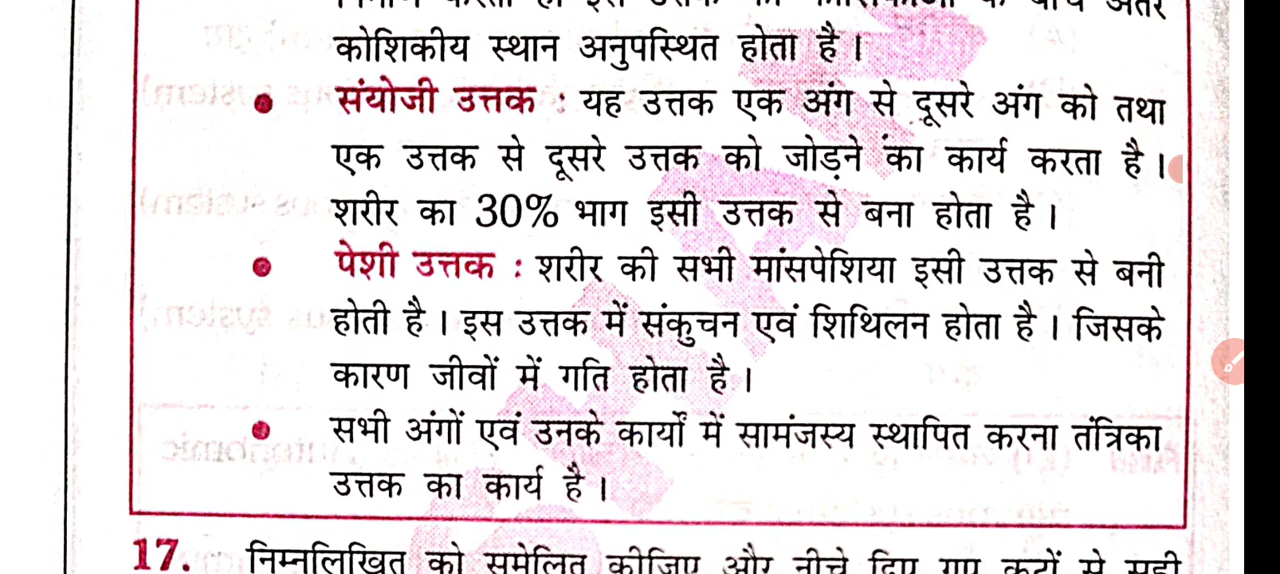 कोशिकीय स्थान अनुपस्थित होता है ।
• संयोजी उत्तक : यह उत्तक एक अंग से दूसरे अंग को तथा
एक उत्तक से दूसरे उत्तक को जोड़ने का कार्य करता है ।
शरीर का 30% भाग इसी उत्तक से बना होता है ।
• पेशी उत्तक : शरीर की सभी मांसपेशिया इसी उत्तक से बनी
होती है । इस उत्तक में संकुचन एवं शिथिलन होता है । जिसके
कारण जीवों में गति होता है ।
• सभी अंगों एवं उनके कार्यों में सामंजस्य स्थापित करना तंत्रिका
उत्तक का कार्य है ।
17. निम्नलिखित को सुमेलित कीजिए और नीचे दिए गए कूटों से सही